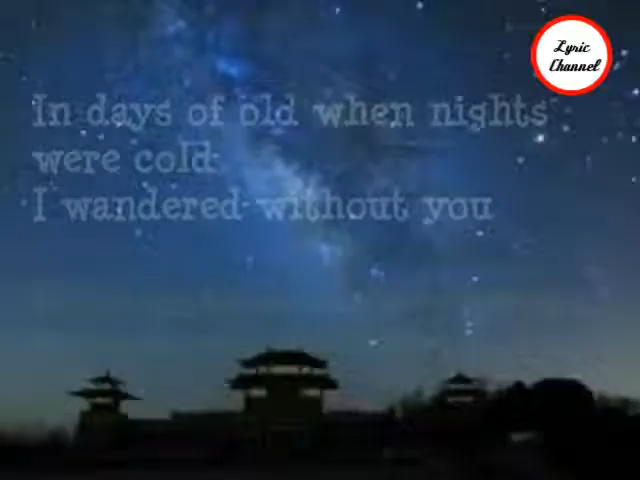 Lyric
Channel
In days of old when nights
were cold
I wandered without you